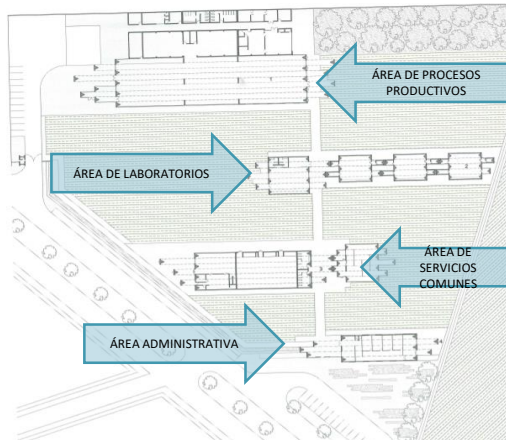 ÁREA DE PROCESOS
PRODUCTIVOS
ÁREA DE LABORATORIOS
ÁREA DE
SERVICIOS
COMUNES
ÁREA ADMINISTRATIVA